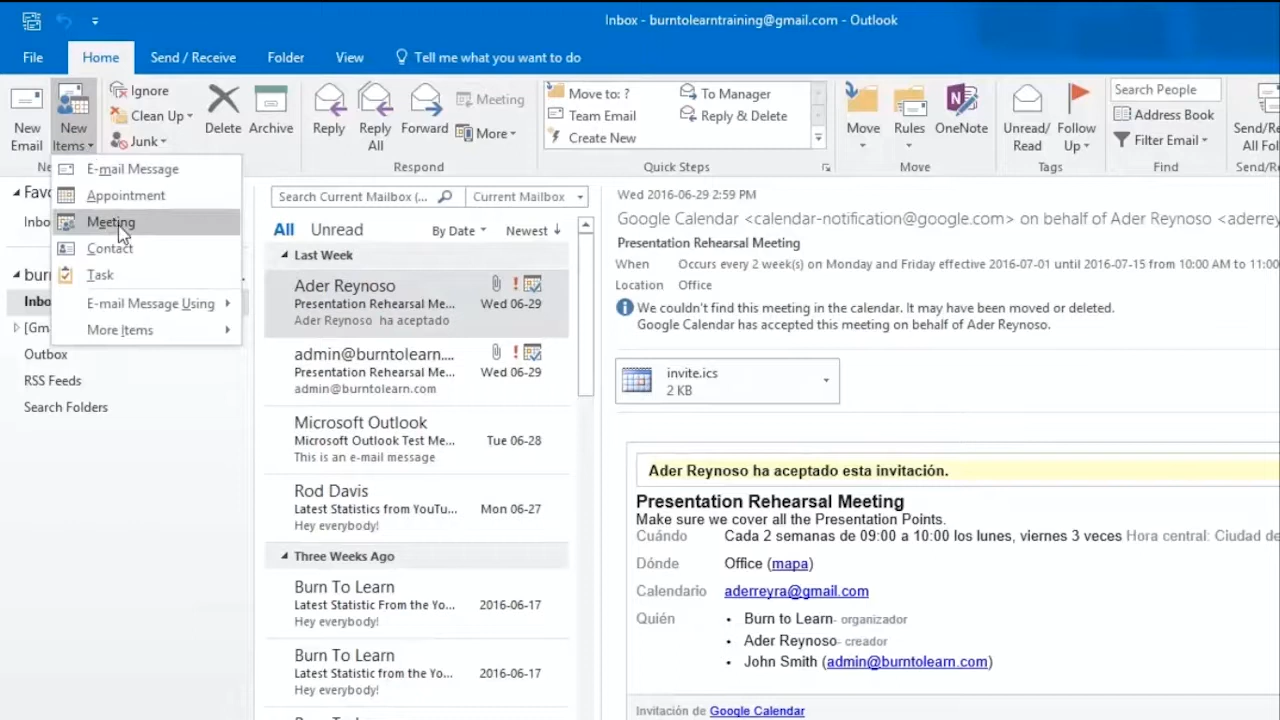 Inbox - burntolearntraining@gmail.com - Outlook
File Home Send / Receive Folder View Tell me what you want to do
New Email
New Items
Ignore
Clean Up
Junk
Delete
Archive
Reply
Reply All
Forward
Meeting
More
Respond
Move to: ?
Team Email
Create New
To Manager
Reply & Delete
Quick Steps
Move
Rules
OneNote
Move
Unread/ Read
Follow Up
Tags
Search People
Address Book
Filter Email
Find
Send/Re
All Fol
Send/Re
E-mail Message
Appointment
Meeting
Contact
Task
E-mail Message Using
More Items
Favo
Inbo
burn
Inbo
[Gm
Outbox
RSS Feeds
Search Folders
Search Current Mailbox (... Current Mailbox
All Unread By Date Newest
Last Week
Ader Reynoso
Presentation Rehearsal Me... Wed 06-29
Ader Reynoso ha aceptado
admin@burntolearn....
Presentation Rehearsal Me... Wed 06-29
admin@burntolearn.com
Microsoft Outlook
Microsoft Outlook Test Me... Tue 06-28
This is an e-mail message
Rod Davis
Latest Statistics from YouTu... Mon 06-27
Hey everybody!
Three Weeks Ago
Burn To Learn
Latest Statistic From the Yo... 2016-06-17
Hey everybody!
Burn To Learn
Latest Statistic from the Yo... 2016-06-17
Hey everybody!
Wed 2016-06-29 2:59 PM
Google Calendar <calendar-notification@google.com> on behalf of Ader Reynoso <aderrey
Presentation Rehearsal Meeting
When Occurs every 2 week(s) on Monday and Friday effective 2016-07-01 until 2016-07-15 from 10:00 AM to 11:00
Location Office
We couldn't find this meeting in the calendar. It may have been moved or deleted.
Google Calendar has accepted this meeting on behalf of Ader Reynoso.
invite.ics
2 KB
Ader Reynoso ha aceptado esta invitación.
Presentation Rehearsal Meeting
Make sure we cover all the Presentation Points.
Cuándo Cada 2 semanas de 09:00 a 10:00 los lunes, viernes 3 veces Hora central: Ciudad de
Dónde Office (mapa)
Calendario aderreyra@gmail.com
Quién • Burn to Learn- organizador
• Ader Reynoso- creador
• John Smith (admin@burntolearn.com)
Invitación de Google Calendar